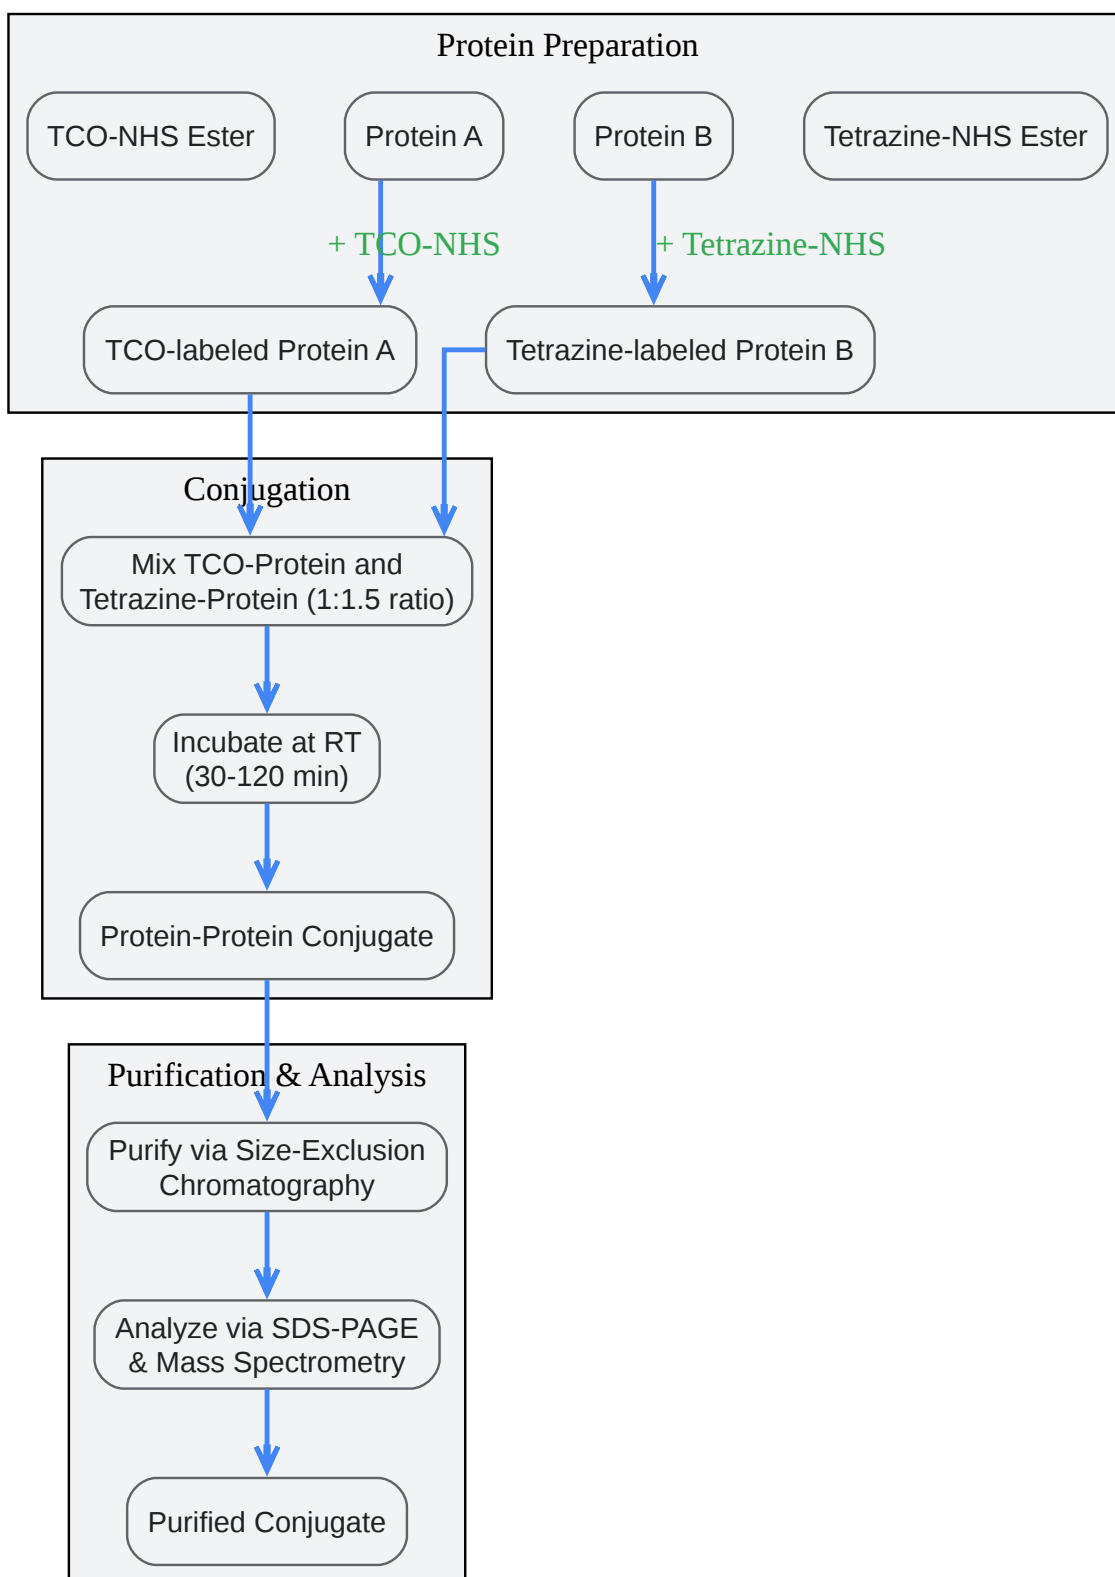 Protein Preparation
TCO-NHS Ester
Protein A
Protein B
Tetrazine-NHS Ester
+ TCO-NHS
+ Tetrazine-NHS
TCO-labeled Protein A
Tetrazine-labeled Protein B
Conjugation
Mix TCO-Protein and
Tetrazine-Protein (1:1.5 ratio)
Incubate at RT
(30-120 min)
Protein-Protein Conjugate
Purification & Analysis
Purify via Size-Exclusion
Chromatography
Analyze via SDS-PAGE
& Mass Spectrometry
Purified Conjugate